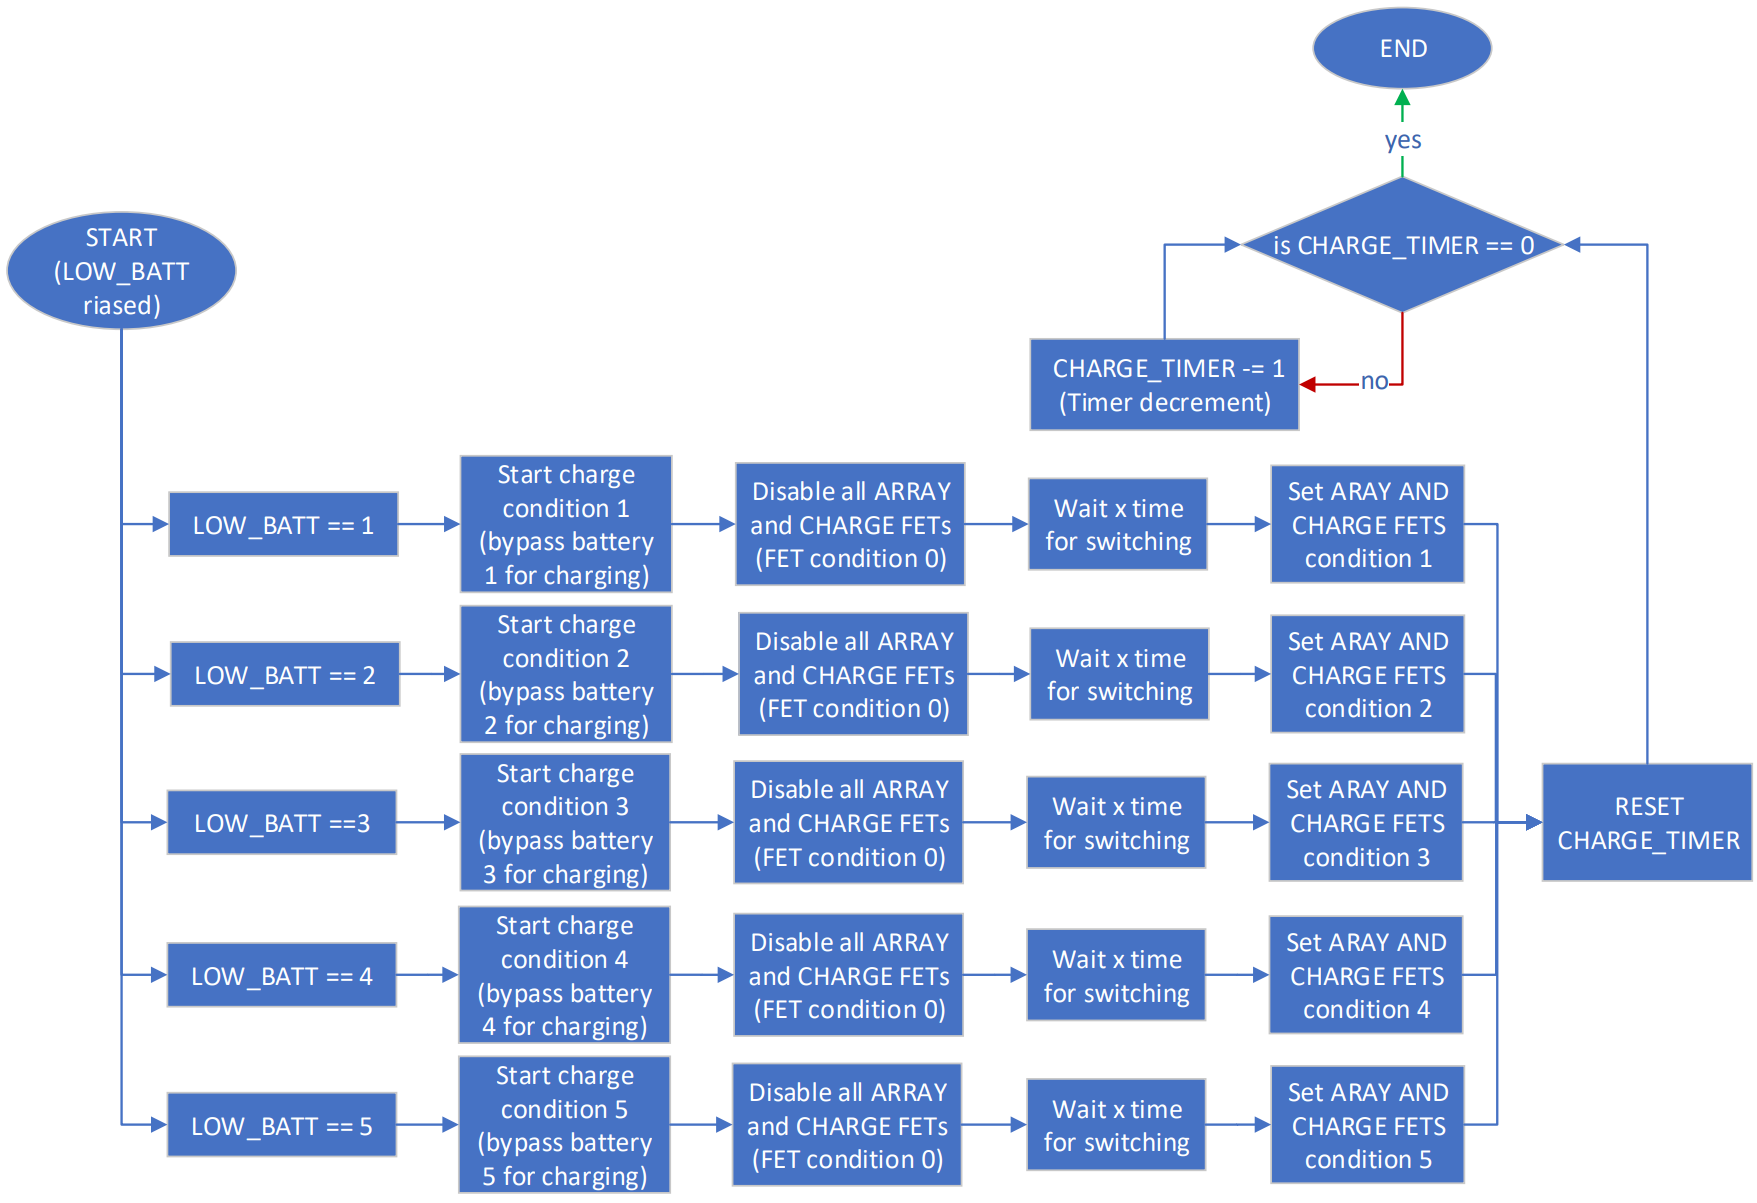 END
yes
is CHARGE_TIMER == 0
START
(LOW_BATT
riased)
CHARGE_TIMER -= 1
(Timer decrement)
no
LOW_BATT == 1
Start charge
condition 1
(bypass battery
1 for charging)
Disable all ARRAY
and CHARGE FETs
(FET condition 0)
Wait x time
for switching
Set ARAY AND
CHARGE FETS
condition 1
LOW_BATT == 2
Start charge
condition 2
(bypass battery
2 for charging)
Disable all ARRAY
and CHARGE FETs
(FET condition 0)
Wait x time
for switching
Set ARAY AND
CHARGE FETS
condition 2
LOW_BATT ==3
Start charge
condition 3
(bypass battery
3 for charging)
Disable all ARRAY
and CHARGE FETs
(FET condition 0)
Wait x time
for switching
Set ARAY AND
CHARGE FETS
condition 3
RESET
CHARGE_TIMER
LOW_BATT == 4
Start charge
condition 4
(bypass battery
4 for charging)
Disable all ARRAY
and CHARGE FETs
(FET condition 0)
Wait x time
for switching
Set ARAY AND
CHARGE FETS
condition 4
LOW_BATT == 5
Start charge
condition 5
(bypass battery
5 for charging)
Disable all ARRAY
and CHARGE FETs
(FET condition 0)
Wait x time
for switching
Set ARAY AND
CHARGE FETS
condition 5